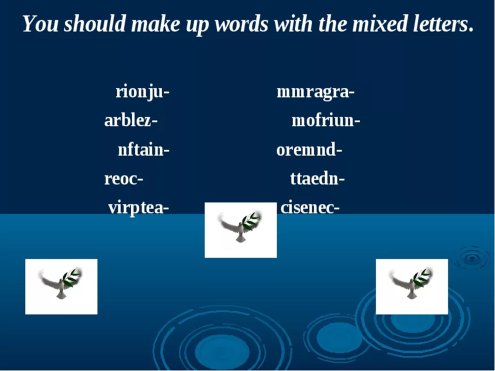 You should make up words with the mixed letters.
rionju- mmragra-
arblez- mofriun-
nftain- oremnd-
reoc- ttaedn-
virptea- cisenec-